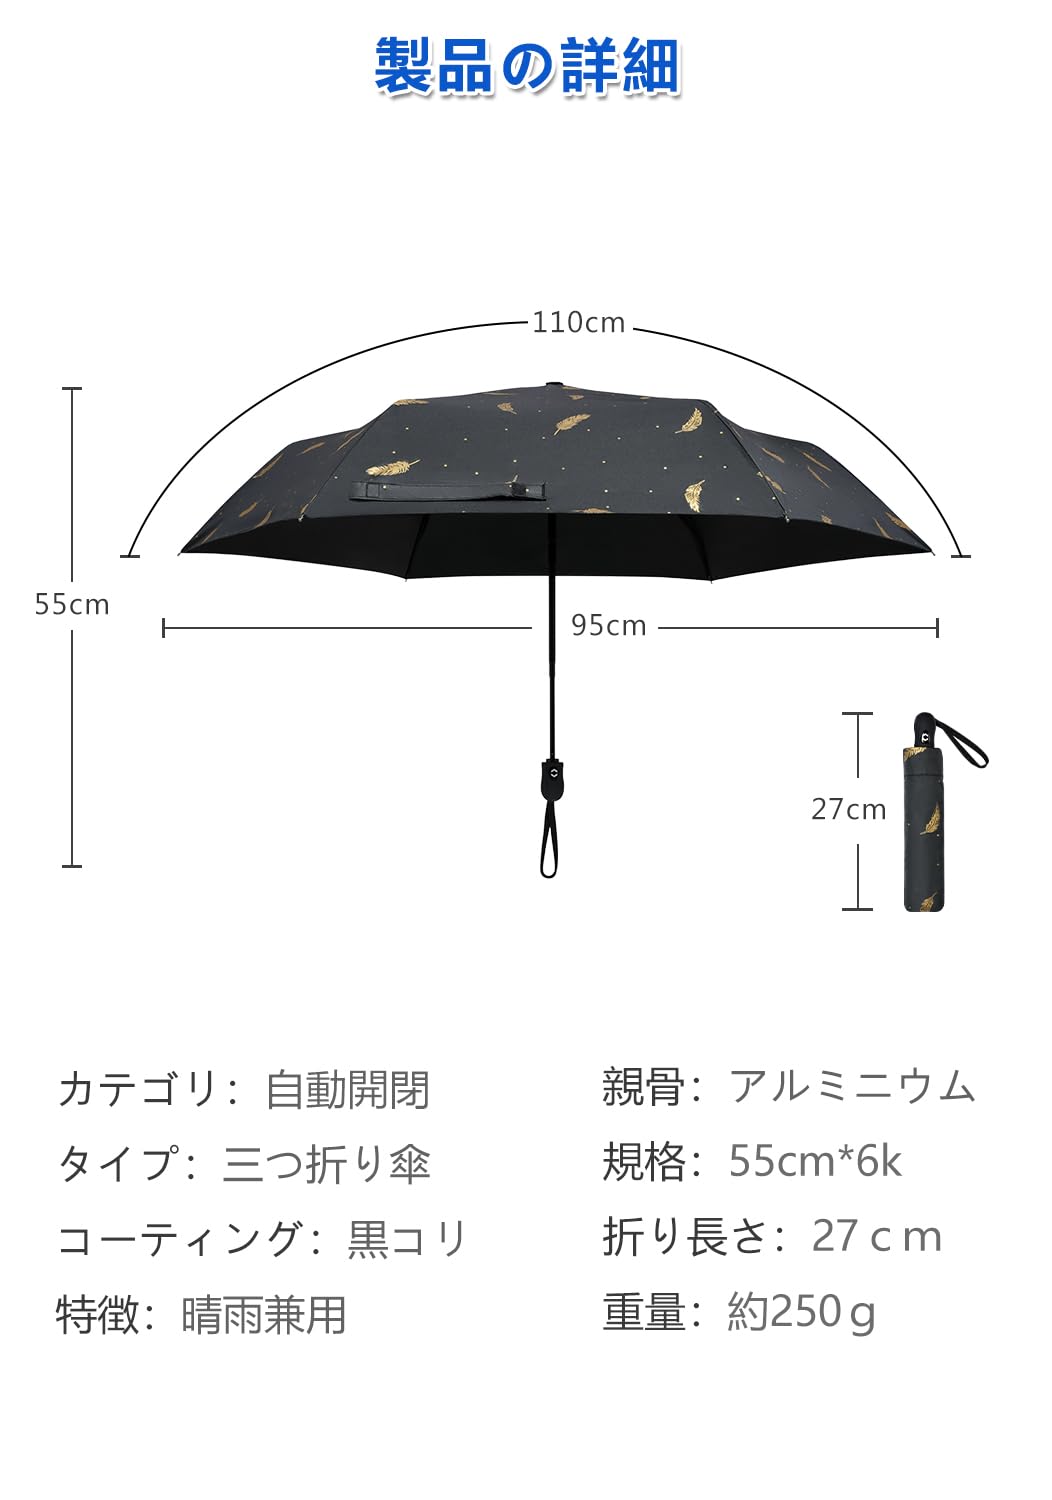 製品の詳細
110cm
55cm
95cm
27cm
カテゴリ：自動開閉
タイプ：三つ折り傘
コーティング：黒コリ
特徴：晴雨兼用
親骨：アルミニウム
規格：55cm*6k
折り長さ：27ｃｍ
重量：約250ｇ